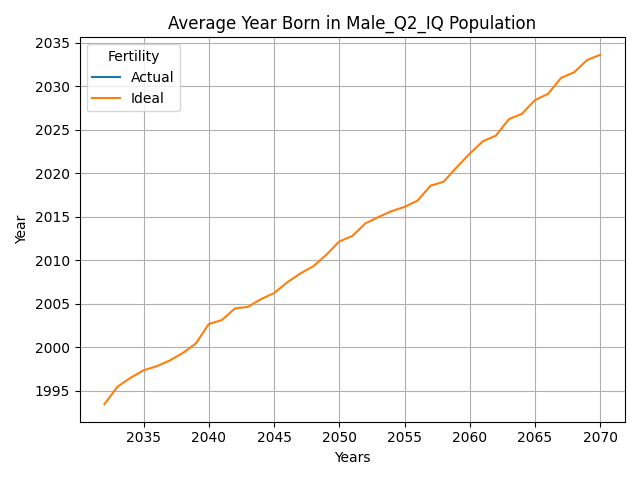 Average Year Born in Male_Q2_IQ Population
Fertility
Actual
Ideal
Year
2035
2030
2025
2020
2015
2010
2005
2000
1995
2035 2040 2045 2050 2055 2060 2065 2070
Years